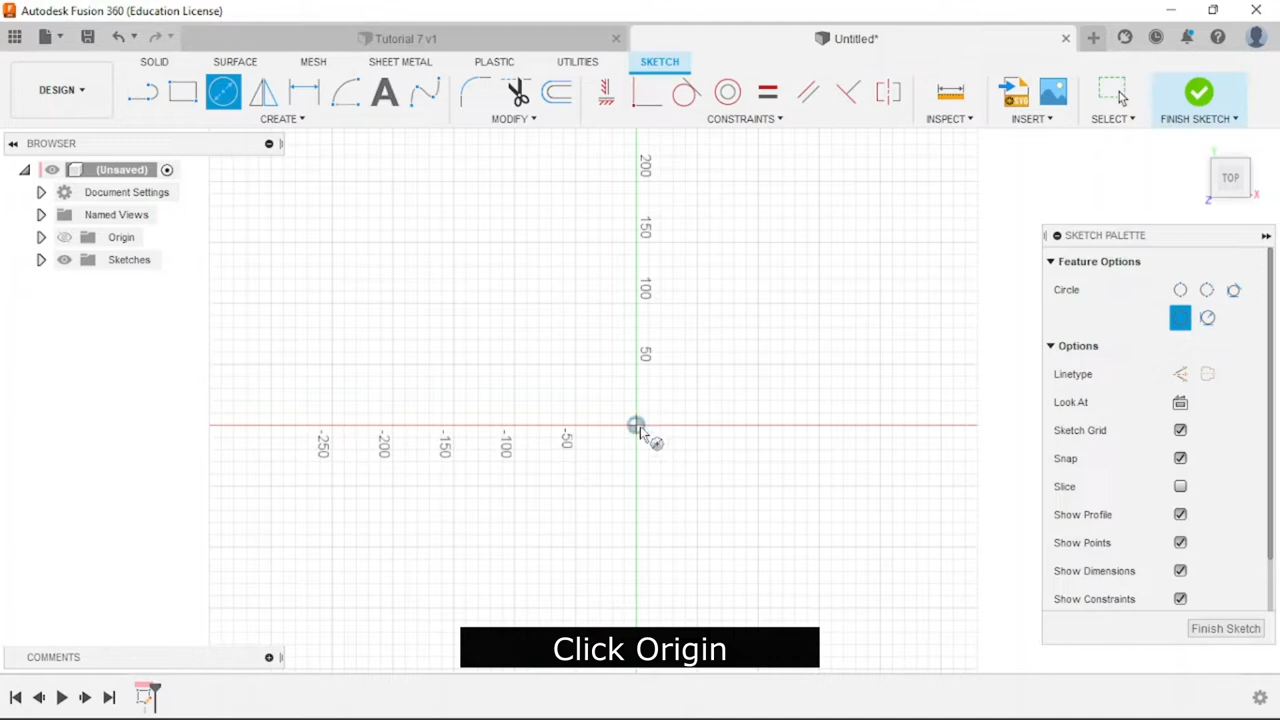 Autodesk Fusion 360 (Education License)
Tutorial 7 v1
Untitled*
SOLID
SURFACE
MESH
SHEET METAL
PLASTIC
UTILITIES
SKETCH
DESIGN
CREATE
MODIFY
CONSTRAINTS
INSPECT
INSERT
SELECT
FINISH SKETCH
BROWSER
(Unsaved)
Document Settings
Named Views
Origin
Sketches
200
150
100
50
-250
-200
-150
-100
-50
TOP
Y
X
Z
SKETCH PALETTE
Feature Options
Circle
Options
Linetype
Look At
Sketch Grid
Snap
Slice
Show Profile
Show Points
Show Dimensions
Show Constraints
Finish Sketch
Click Origin
COMMENTS